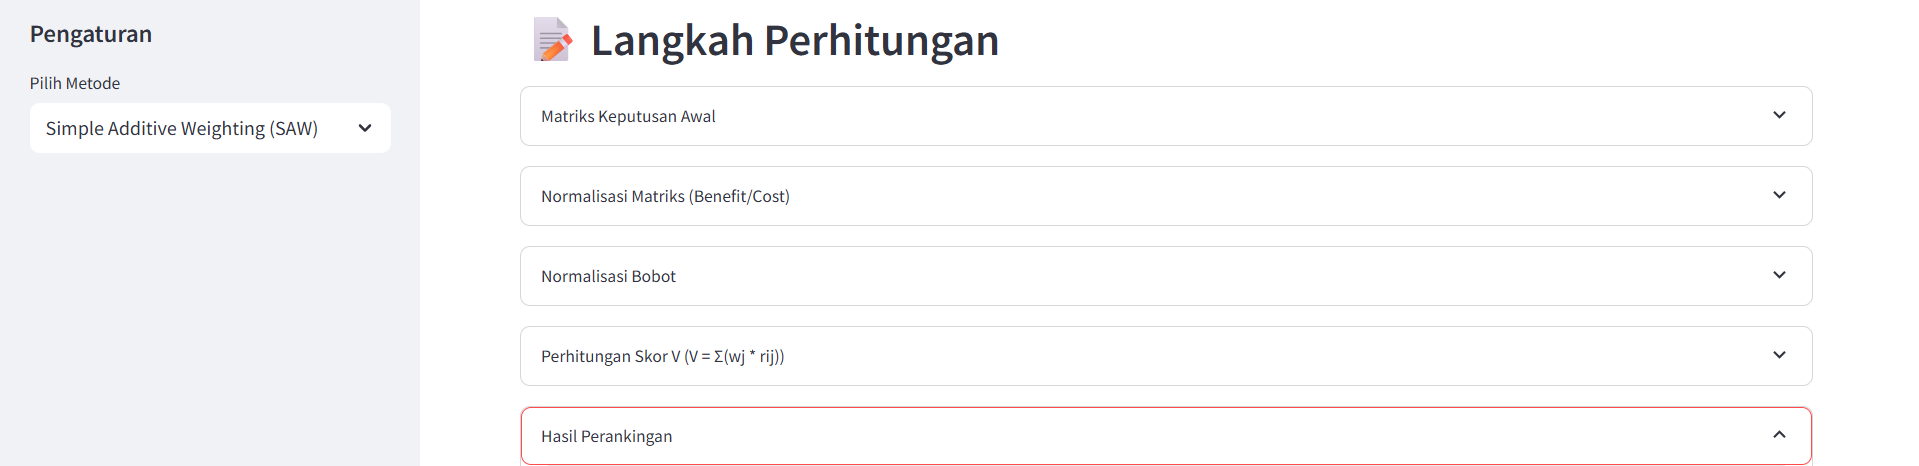 Pengaturan
Pilih Metode
Simple Additive Weighting (SAW)
Langkah Perhitungan
Matriks Keputusan Awal
Normalisasi Matriks (Benefit/Cost)
Normalisasi Bobot
Perhitungan Skor V (V = Σ(wj * rij))
Hasil Perankingan